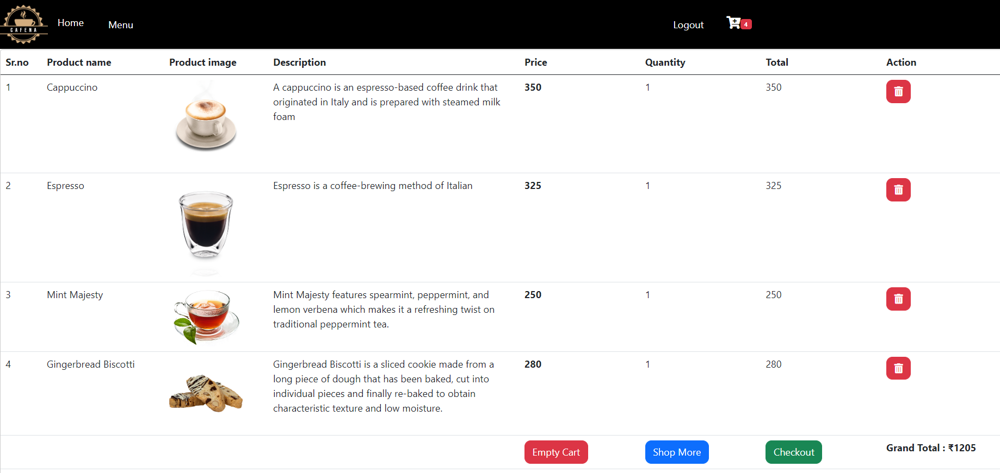 CAFENA
Home
Menu
Logout
4
Sr.no Product name Product image Description Price Quantity Total Action
1 Cappuccino A cappuccino is an espresso-based coffee drink that 350 1 350
originated in Italy and is prepared with steamed milk
foam
2 Espresso Espresso is a coffee-brewing method of Italian 325 1 325
3 Mint Majesty Mint Majesty features spearmint, peppermint, and 250 1 250
lemon verbena which makes it a refreshing twist on
traditional peppermint tea.
4 Gingerbread Biscotti Gingerbread Biscotti is a sliced cookie made from a 280 1 280
long piece of dough that has been baked, cut into
individual pieces and finally re-baked to obtain
characteristic texture and low moisture.
Empty Cart Shop More Checkout Grand Total : ₹1205